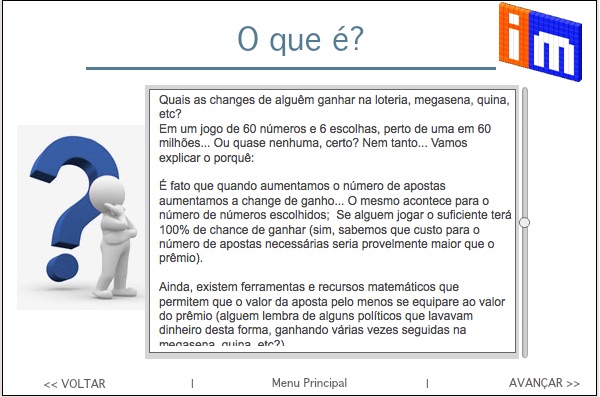 O que é?
im
Quais as changes de alguêm ganhar na loteria, megasena, quina,
etc?
Em um jogo de 60 números e 6 escolhas, perto de uma em 60
milhões... Ou quase nenhuma, certo? Nem tanto... Vamos
explicar o porquê:
É fato que quando aumentamos o número de apostas
aumentamos a change de ganho... O mesmo acontece para o
número de números escolhidos;  Se alguem jogar o suficiente terá
100% de chance de ganhar (sim, sabemos que custo para o
número de apostas necessárias seria provelmente maior que o
prêmio).
Ainda, existem ferramentas e recursos matemáticos que
permitem que o valor da aposta pelo menos se equipare ao valor
do prêmio (alguem lembra de alguns políticos que lavavam
dinheiro desta forma, ganhando várias vezes seguidas na
megasena, quina, etc?)
<< VOLTAR | Menu Principal | AVANÇAR >>